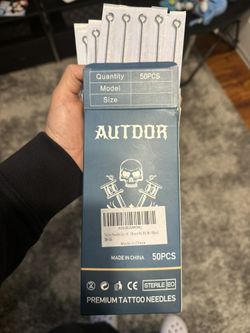 Quantity 50PCS
Model
Size
AUTDOR
Made in China
MADE IN CHINA 50PCS
STERILE EO
PREMIUM TATTOO NEEDLES